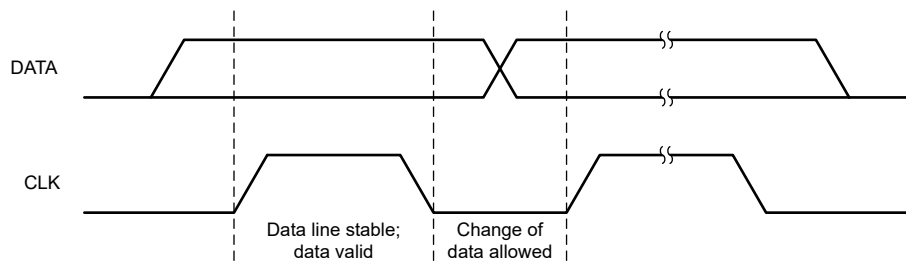 DATA
CLK
Data line stable;
data valid
Change of
data allowed